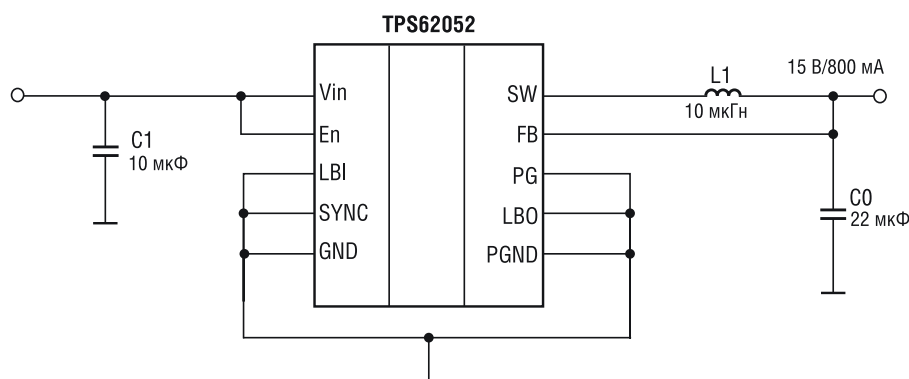 TPS62052
Vin
En
LBI
SYNC
GND
SW
FB
PG
LBO
PGND
C1
10 мкФ
L1
10 мкГн
15 В/800 мА
C0
22 мкФ